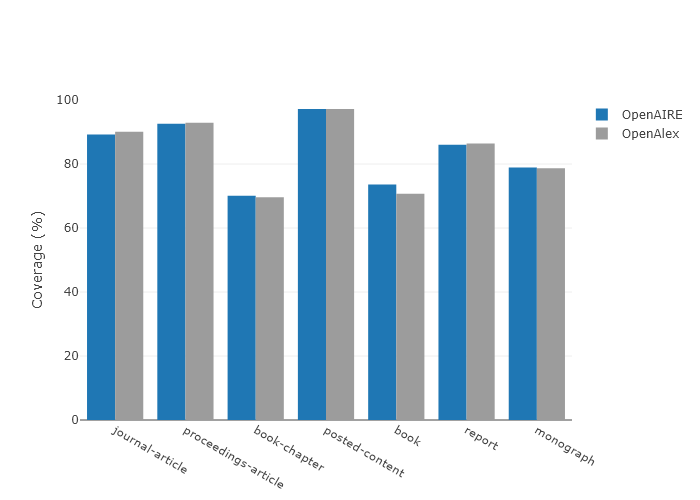 100
80
60
40
20
0
Coverage (%)
journal-article
proceedings-article
book-chapter
posted-content
book
report
monograph
OpenAIRE
OpenAlex